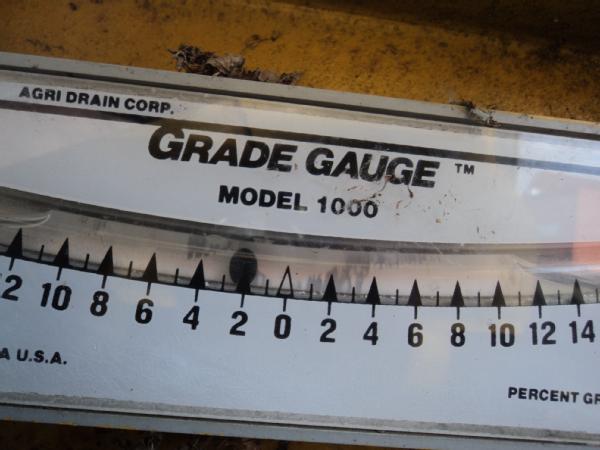 AGRI DRAIN CORP.
GRADE GAUGE ™
MODEL 1000
2 10 8 6 4 2 0 2 4 6 8 10 12 14
A U.S.A.
PERCENT GR